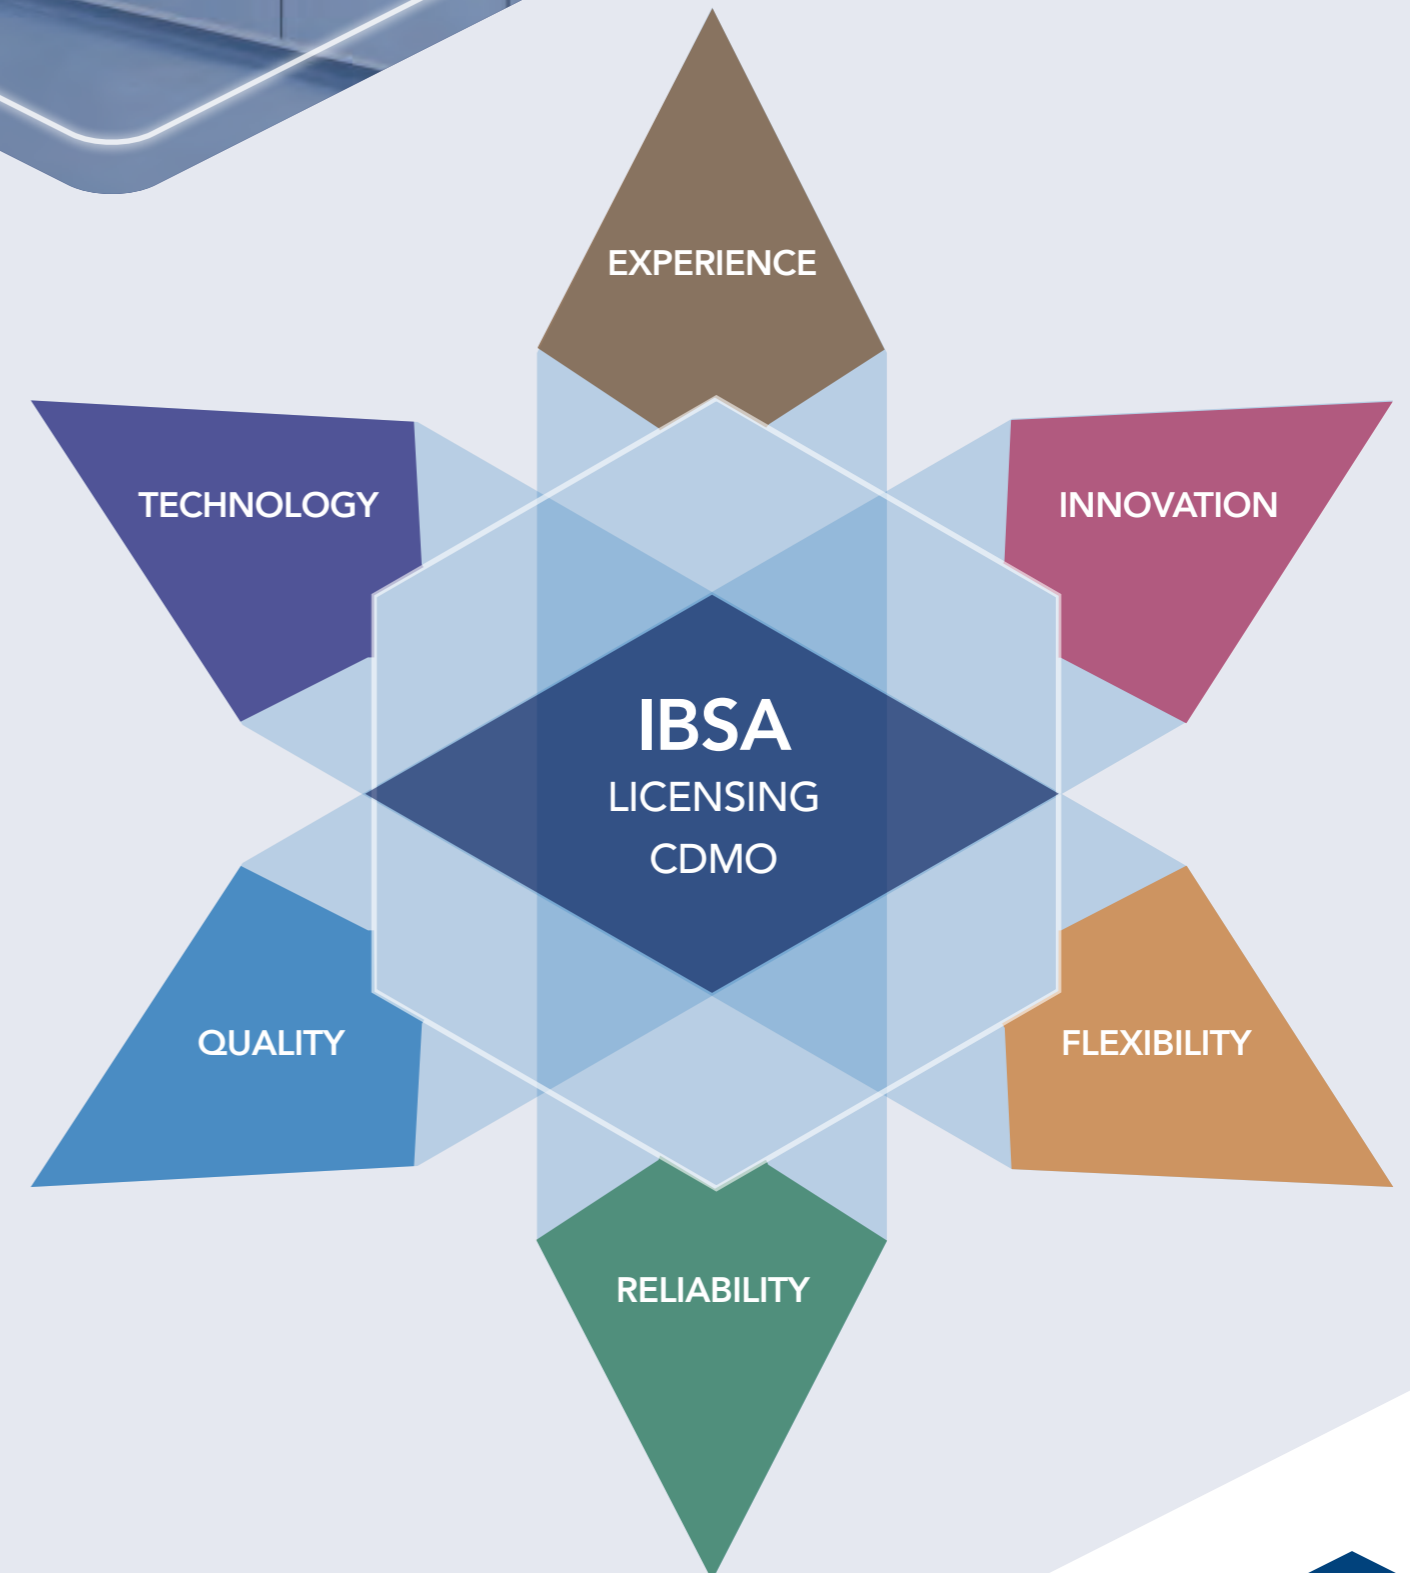 EXPERIENCE
TECHNOLOGY
INNOVATION
IBSA
LICENSING
CDMO
QUALITY
FLEXIBILITY
RELIABILITY